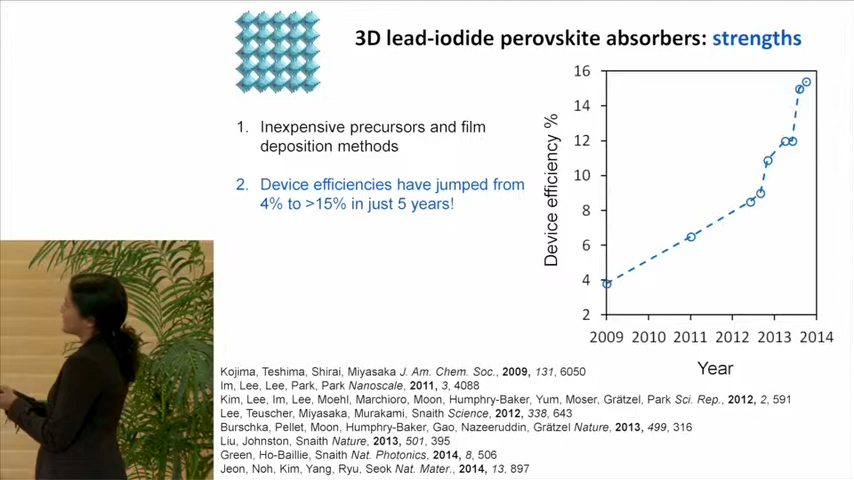 3D lead-iodide perovskite absorbers: strengths
1. Inexpensive precursors and film
deposition methods
2. Device efficiencies have jumped from
4% to >15% in just 5 years!
Device efficiency %
16
14
12
10
8
6
4
2
2009 2010 2011 2012 2013 2014
Year
Kojima, Teshima, Shirai, Miyasaka J. Am. Chem. Soc., 2009, 131, 6050
Im, Lee, Lee, Park, Park Nanoscale, 2011, 3, 4088
Kim, Lee, Im, Lee, Moehl, Marchioro, Moon, Humphry-Baker, Yum, Moser, Grätzel, Park Sci. Rep., 2012, 2, 591
Lee, Teuscher, Miyasaka, Murakami, Snaith Science, 2012, 338, 643
Burschka, Pellet, Moon, Humphry-Baker, Gao, Nazeeruddin, Grätzel Nature, 2013, 499, 316
Liu, Johnston, Snaith Nature, 2013, 501, 395
Green, Ho-Baillie, Snaith Nat. Photonics, 2014, 8, 506
Jeon, Noh, Kim, Yang, Ryu, Seok Nat. Mater., 2014, 13, 897